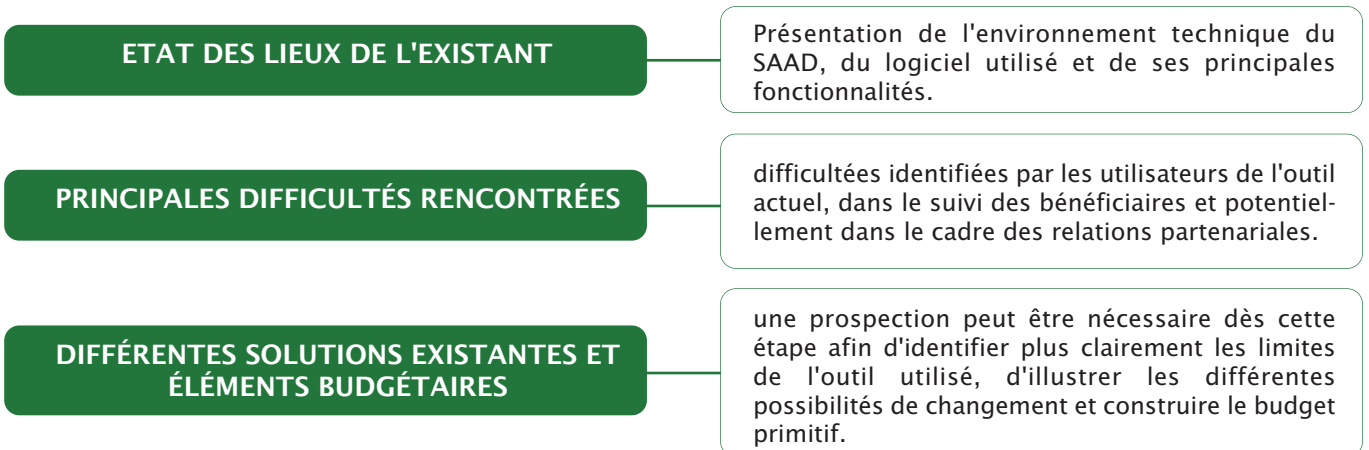 ETAT DES LIEUX DE L'EXISTANT
Présentation de l'environnement technique du
SAAD, du logiciel utilisé et de ses principales
fonctionnalités.
PRINCIPALES DIFFICULTÉS RENCONTRÉES
difficultées identifiées par les utilisateurs de l'outil
actuel, dans le suivi des bénéficiaires et potentiel-
lement dans le cadre des relations partenariales.
DIFFÉRENTES SOLUTIONS EXISTANTES ET
ÉLÉMENTS BUDGÉTAIRES
une prospection peut être nécessaire dès cette
étape afin d'identifier plus clairement les limites
de l'outil utilisé, d'illustrer les différentes
possibilités de changement et construire le budget
primitif.